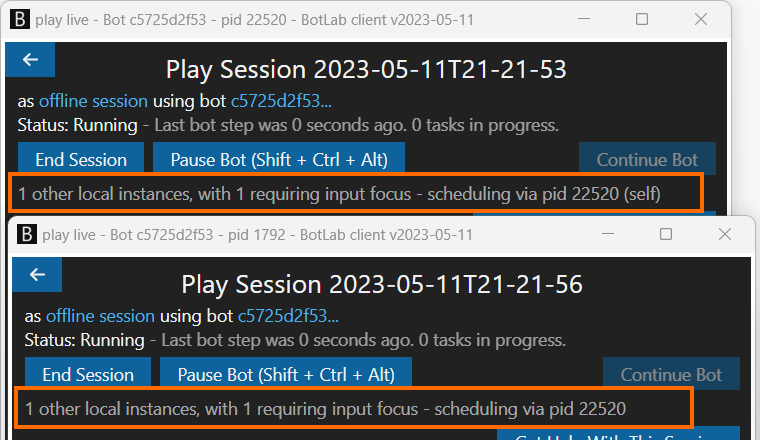 B play live - Bot c5725d2f53 - pid 22520 - BotLab client v2023-05-11
Play Session 2023-05-11T21-21-53
as offline session using bot c5725d2f53...
Status: Running - Last bot step was 0 seconds ago. 0 tasks in progress.
End Session Pause Bot (Shift + Ctrl + Alt) Continue Bot
1 other local instances, with 1 requiring input focus - scheduling via pid 22520 (self)
B play live - Bot c5725d2f53 - pid 1792 - BotLab client v2023-05-11
Play Session 2023-05-11T21-21-56
as offline session using bot c5725d2f53...
Status: Running - Last bot step was 0 seconds ago. 0 tasks in progress.
End Session Pause Bot (Shift + Ctrl + Alt) Continue Bot
1 other local instances, with 1 requiring input focus - scheduling via pid 22520
Get Help With This Session